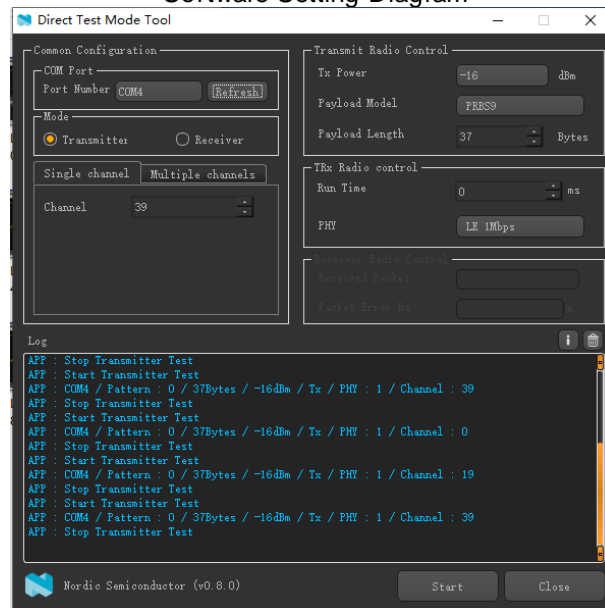 Software Setting Diagram
Direct Test Mode Tool
Common Configuration
COM Port
Port Number COM4 Refresh
Mode
Transmitter Receiver
Single channel Multiple channels
Channel 39
Transmit Radio Control
Tx Power -16 dBm
Payload Model PRBS9
Payload Length 37 Bytes
TRx Radio control
Run Time 0 ms
PHY LE 1Mbps
Receiver Radio Control
Received Packet
Packet Error Ra %
Log
APP : Stop Transmitter Test
APP : Start Transmitter Test
APP : COM4 / Pattern : 0 / 37Bytes / -16dBm / Tx / PHY : 1 / Channel : 39
APP : Stop Transmitter Test
APP : Start Transmitter Test
APP : COM4 / Pattern : 0 / 37Bytes / -16dBm / Tx / PHY : 1 / Channel : 0
APP : Stop Transmitter Test
APP : Start Transmitter Test
APP : COM4 / Pattern : 0 / 37Bytes / -16dBm / Tx / PHY : 1 / Channel : 19
APP : Stop Transmitter Test
APP : Start Transmitter Test
APP : COM4 / Pattern : 0 / 37Bytes / -16dBm / Tx / PHY : 1 / Channel : 39
APP : Stop Transmitter Test
Nordic Semiconductor (v0.8.0)
Start Close